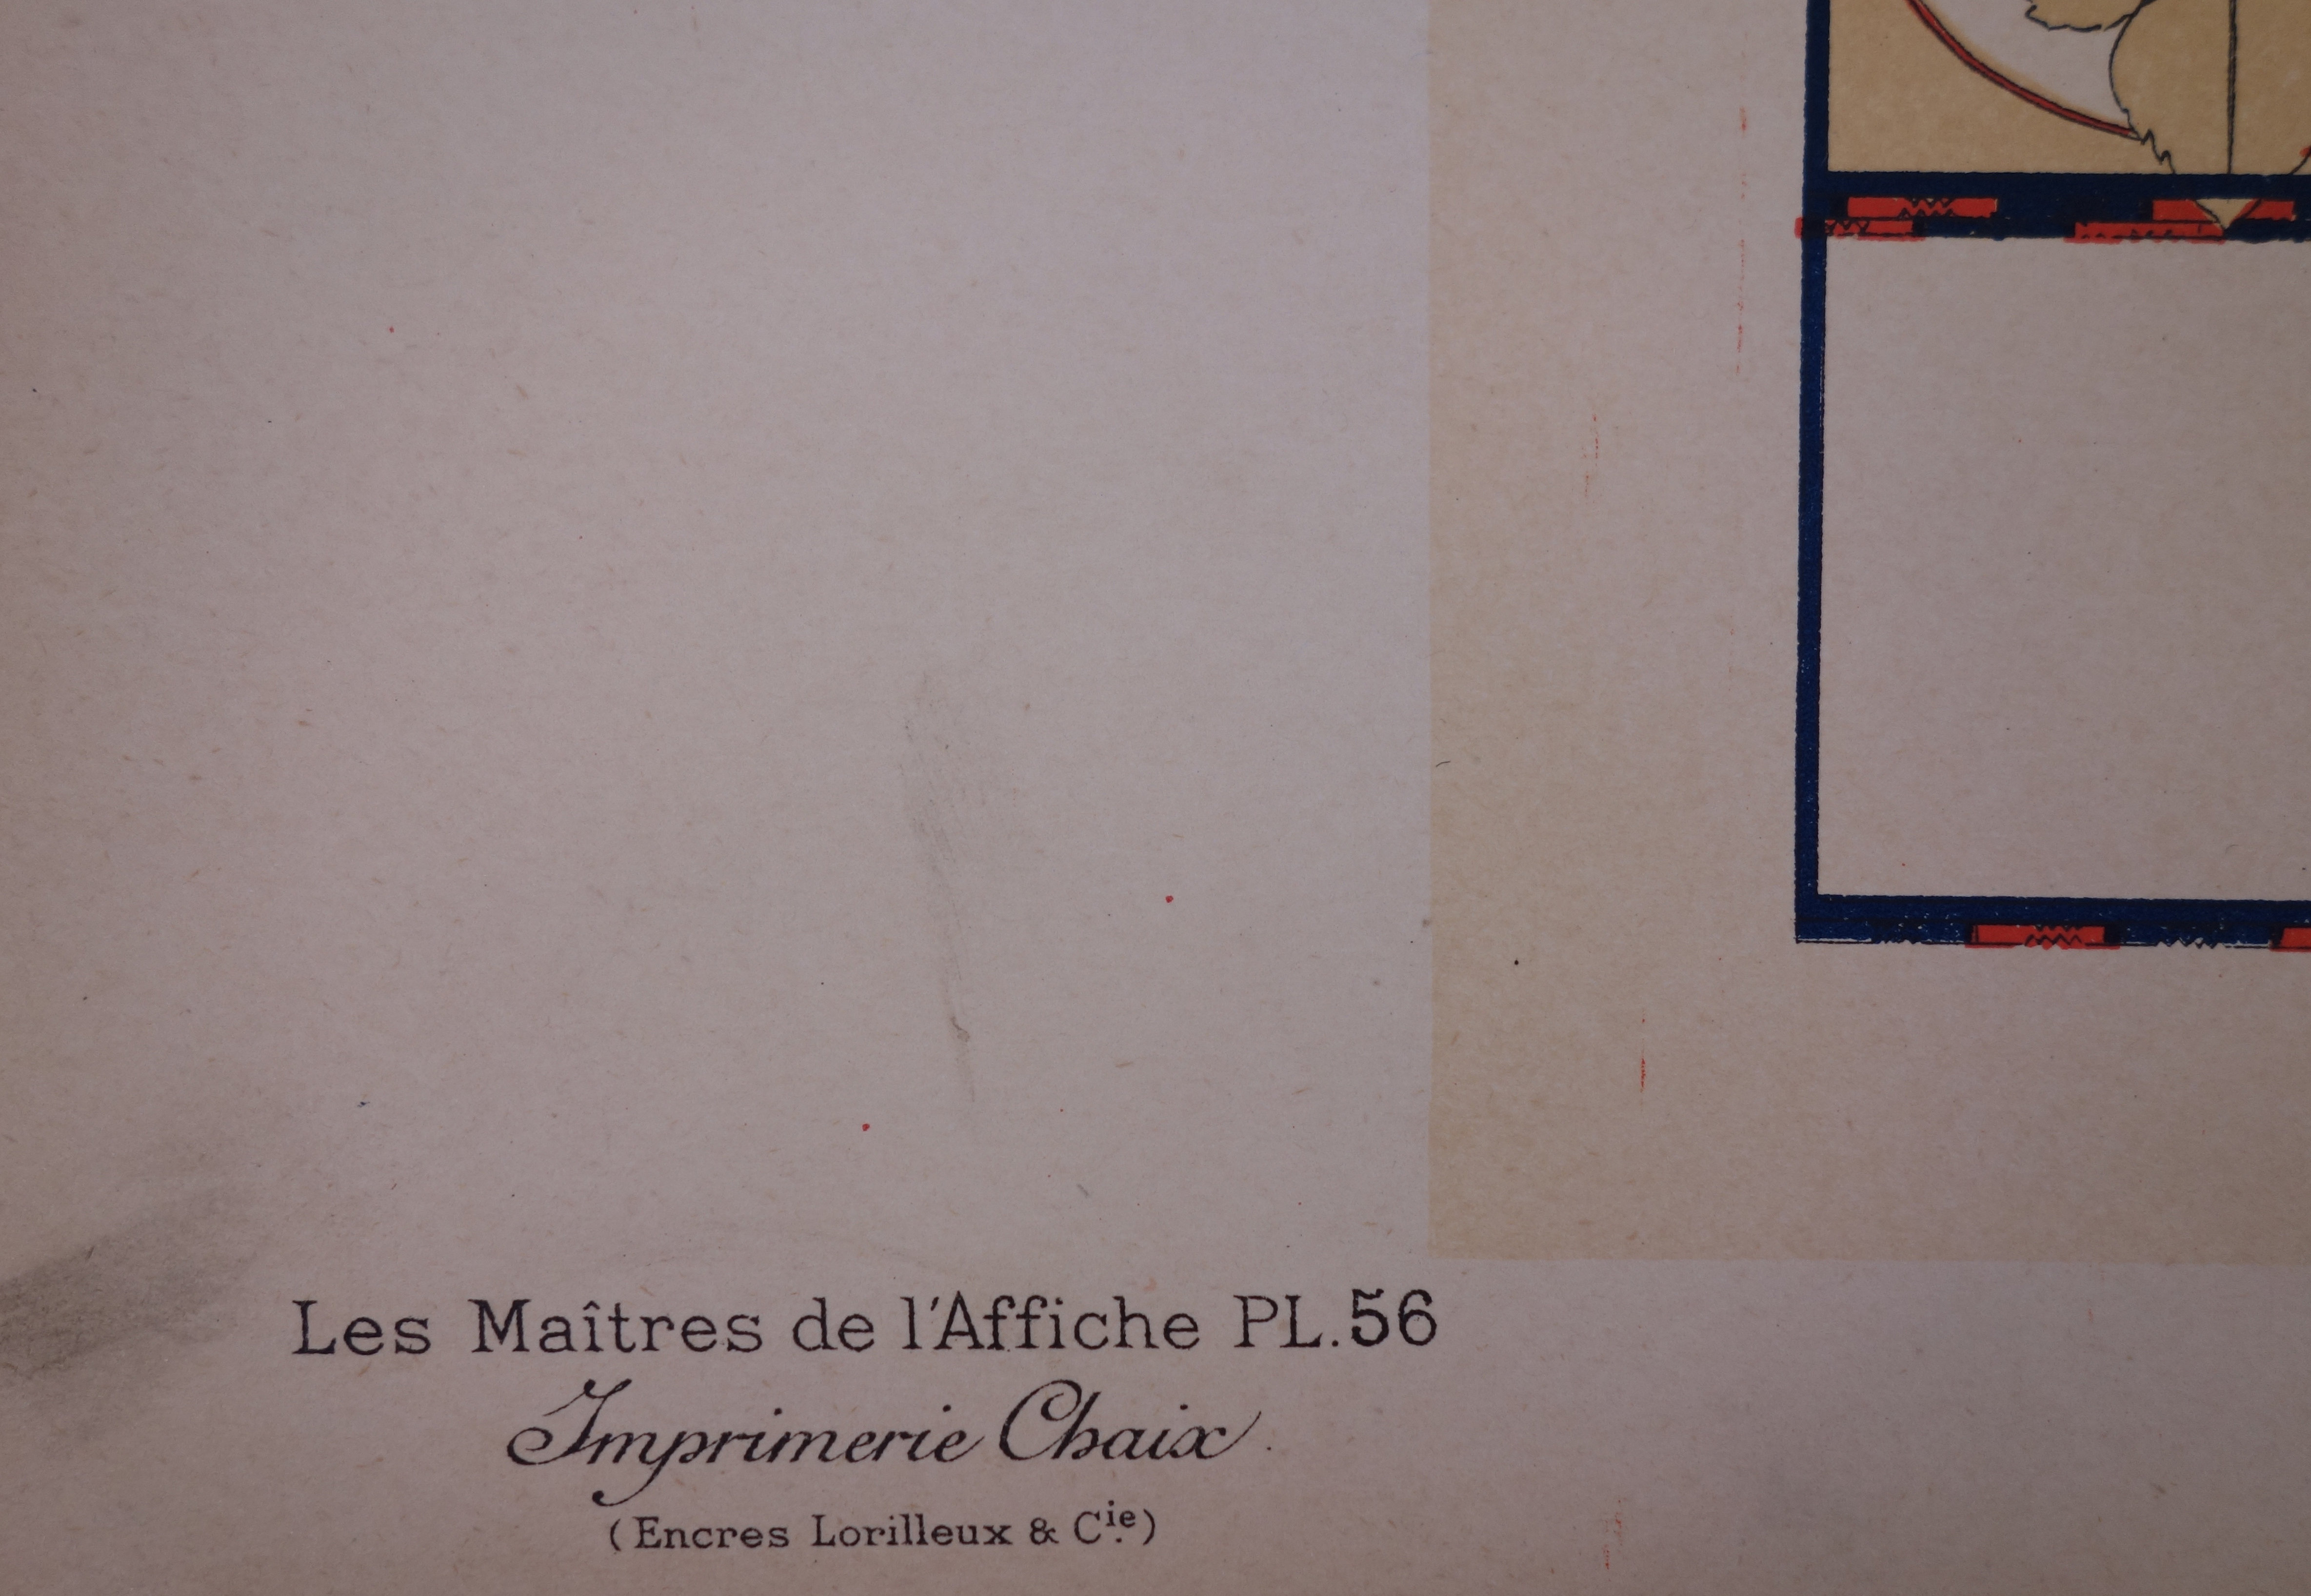 Les Maîtres de l'Affiche PL.56
Imprimerie Chaix.
(Encres Lorilleux & Cie.)